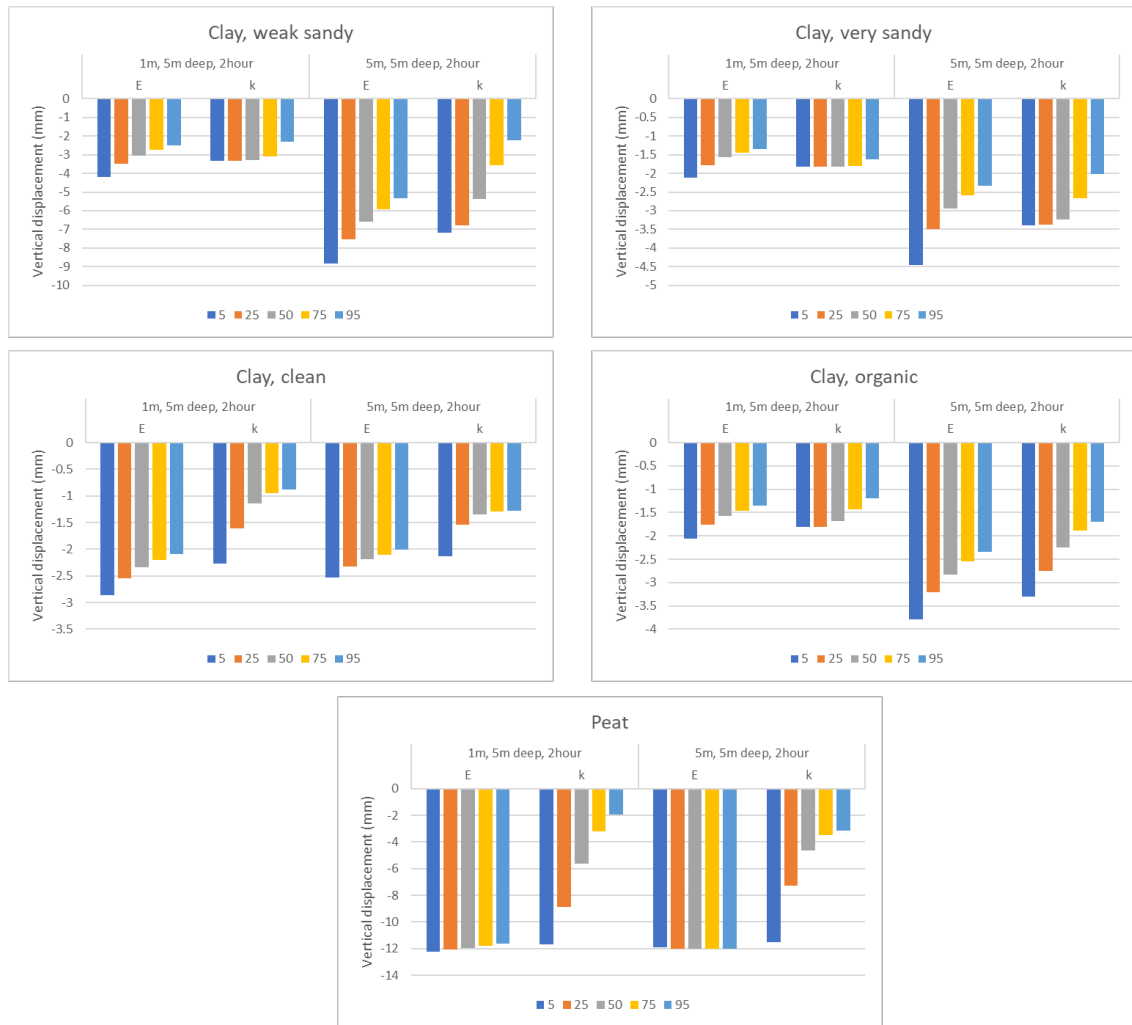 Clay, weak sandy
1m, 5m deep, 2hour 5m, 5m deep, 2hour
E k E k
0
-1
-2
-3
-4
-5
-6
-7
-8
-9
-10
Vertical displacement (mm)
5 25 50 75 95
Clay, very sandy
1m, 5m deep, 2hour 5m, 5m deep, 2hour
E k E k
0
-0.5
-1
-1.5
-2
-2.5
-3
-3.5
-4
-4.5
-5
Vertical displacement (mm)
5 25 50 75 95
Clay, clean
1m, 5m deep, 2hour 5m, 5m deep, 2hour
E k E k
0
-0.5
-1
-1.5
-2
-2.5
-3
-3.5
Vertical displacement (mm)
5 25 50 75 95
Clay, organic
1m, 5m deep, 2hour 5m, 5m deep, 2hour
E k E k
0
-0.5
-1
-1.5
-2
-2.5
-3
-3.5
-4
Vertical displacement (mm)
5 25 50 75 95
Peat
1m, 5m deep, 2hour 5m, 5m deep, 2hour
E k E k
0
-2
-4
-6
-8
-10
-12
-14
Vertical displacement (mm)
5 25 50 75 95